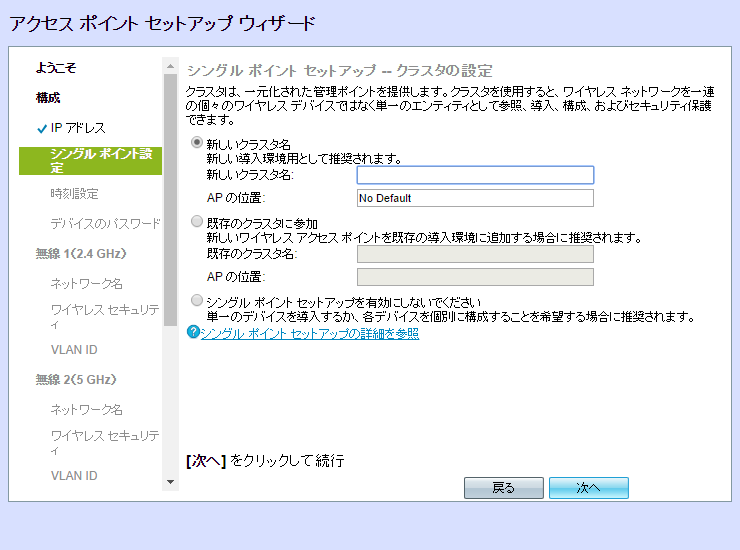 アクセス ポイント セットアップ ウィザード
ようこそ
構成
IP アドレス
シングル ポイント設
定
時刻設定
デバイスのパスワード
無線 1(2.4 GHz)
ネットワーク名
ワイヤレス セキュリテ
ィ
VLAN ID
無線 2(5 GHz)
ネットワーク名
ワイヤレス セキュリテ
ィ
VLAN ID
シングル ポイント セットアップ -- クラスタの設定
クラスタは、一元化された管理ポイントを提供します。クラスタを使用すると、ワイヤレス ネットワークを一連
の個々のワイヤレス デバイスではなく単一のエンティティとして参照、導入、構成、およびセキュリティ保護
できます。
新しいクラスタ名
新しい導入環境用として推奨されます。
新しいクラスタ名:
AP の位置: No Default
既存のクラスタに参加
新しいワイヤレス アクセス ポイントを既存の導入環境に追加する場合に推奨されます。
既存のクラスタ名:
AP の位置:
シングル ポイント セットアップを有効にしないでください
単一のデバイスを導入するか、各デバイスを個別に構成することを希望する場合に推奨されます。
?シングル ポイント セットアップの詳細を参照
[次へ] をクリックして続行
戻る 次へ